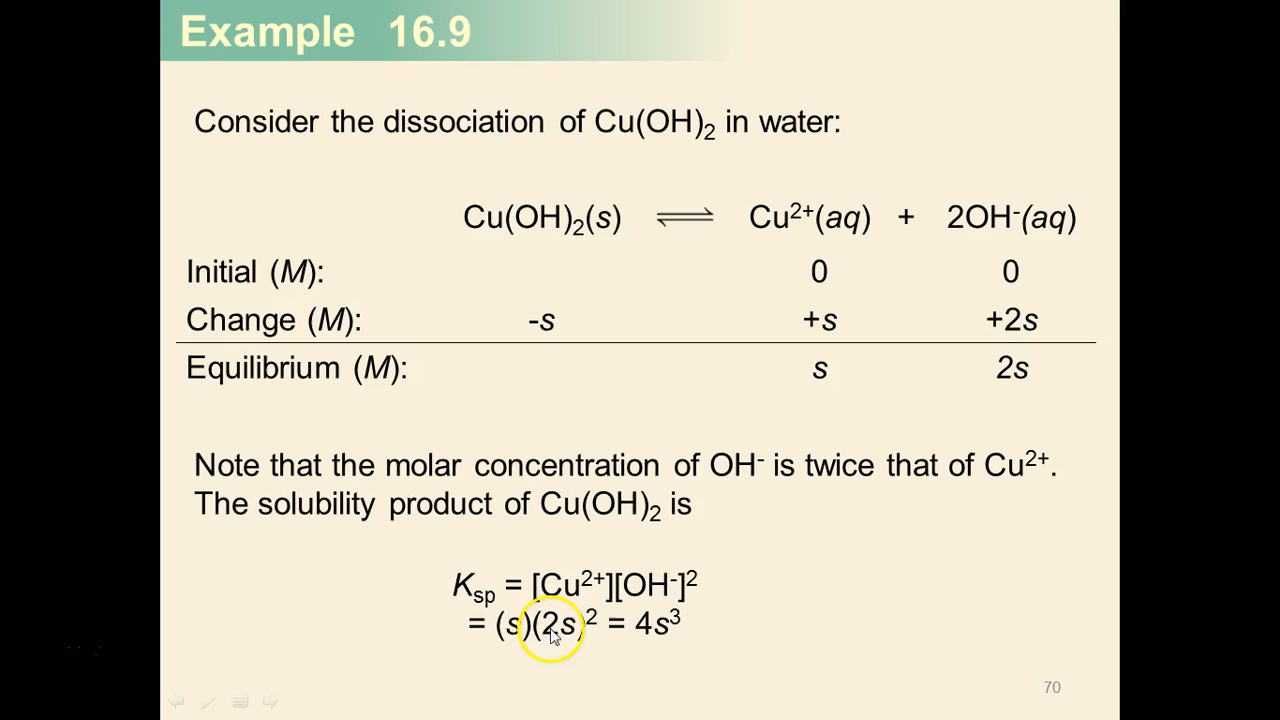 Example 16.9
Consider the dissociation of Cu(OH)₂ in water:
Cu(OH)₂(s) ⇌ Cu²⁺(aq) + 2OH⁻(aq)
Initial (M): 0 0
Change (M): -s +s +2s
Equilibrium (M): s 2s
Note that the molar concentration of OH⁻ is twice that of Cu²⁺.
The solubility product of Cu(OH)₂ is
Kₛₚ = [Cu²⁺][OH⁻]²
= (s)(2s)² = 4s³
70